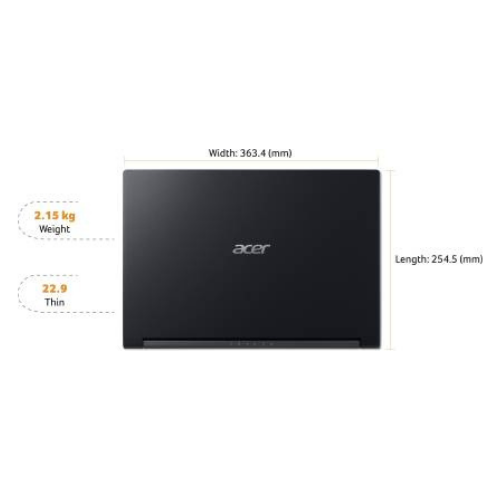 Width: 363.4 (mm)
2.15 kg
Weight
acer
Length: 254.5 (mm)
22.9
Thin